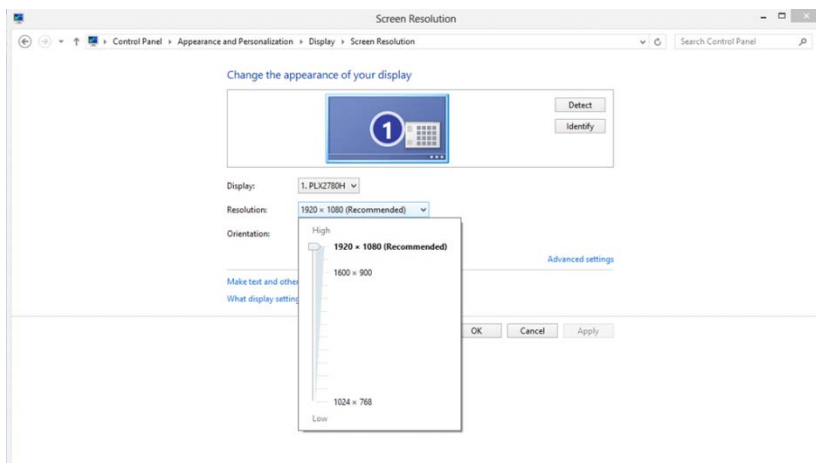 Screen Resolution
Control Panel Appearance and Personalization Display Screen Resolution
Search Control Panel
Change the appearance of your display
1
Detect
Identify
Display: 1. PLX2780H
Resolution: 1920 × 1080 (Recommended)
Orientation:
High
1920 × 1080 (Recommended)
1600 × 900
1024 × 768
Low
Advanced settings
Make text and other
What display setting
OK Cancel Apply